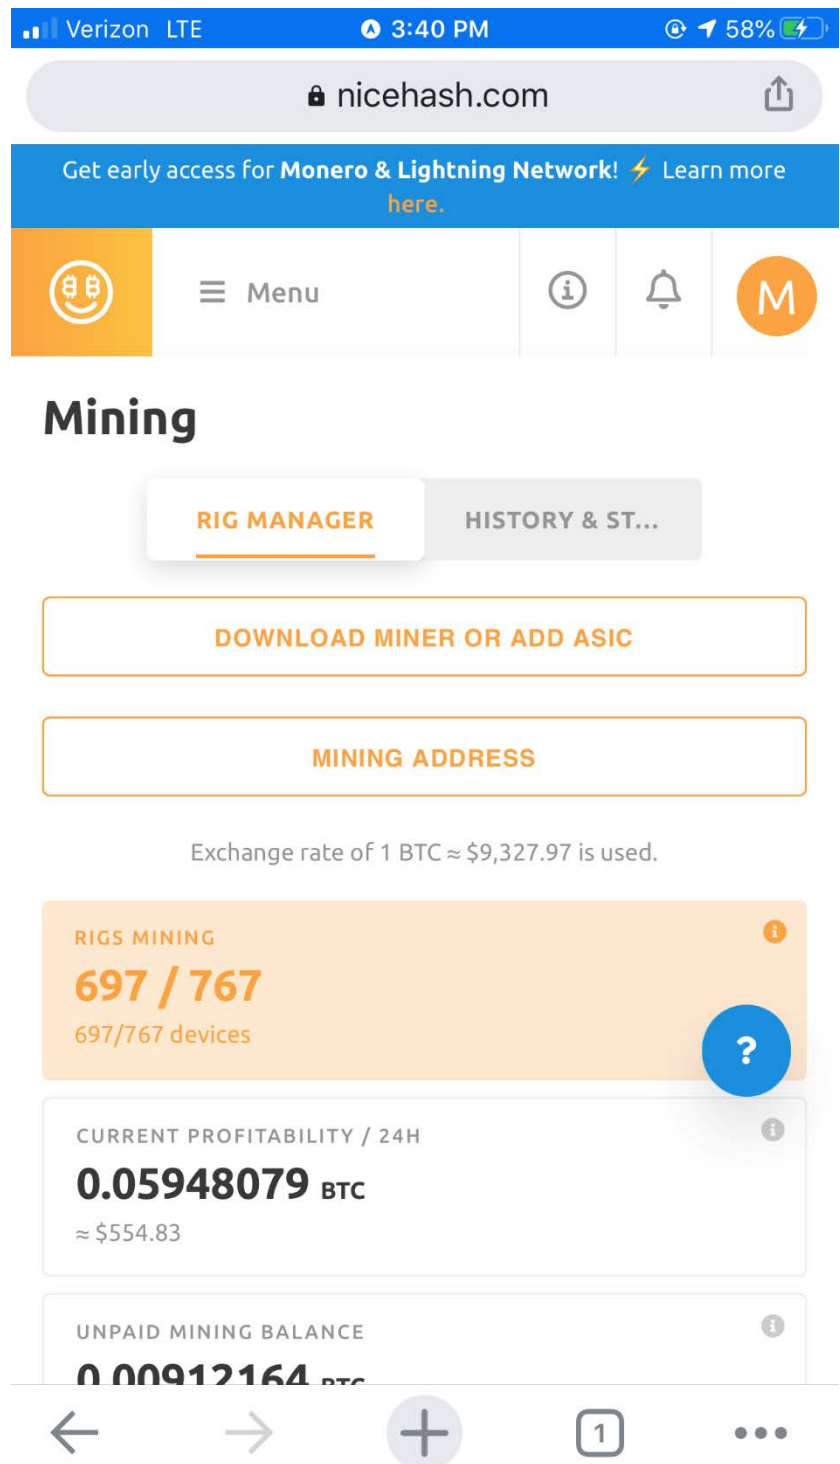 Verizon LTE 3:40 PM 58%
nicehash.com
Get early access for Monero & Lightning Network! ⚡ Learn more
here.
Menu
M
Mining
RIG MANAGER HISTORY & ST...
DOWNLOAD MINER OR ADD ASIC
MINING ADDRESS
Exchange rate of 1 BTC ≈ $9,327.97 is used.
RIGS MINING
697 / 767
697/767 devices
?
CURRENT PROFITABILITY / 24H
0.05948079 BTC
≈ $554.83
UNPAID MINING BALANCE
0.00912164 BTC
1